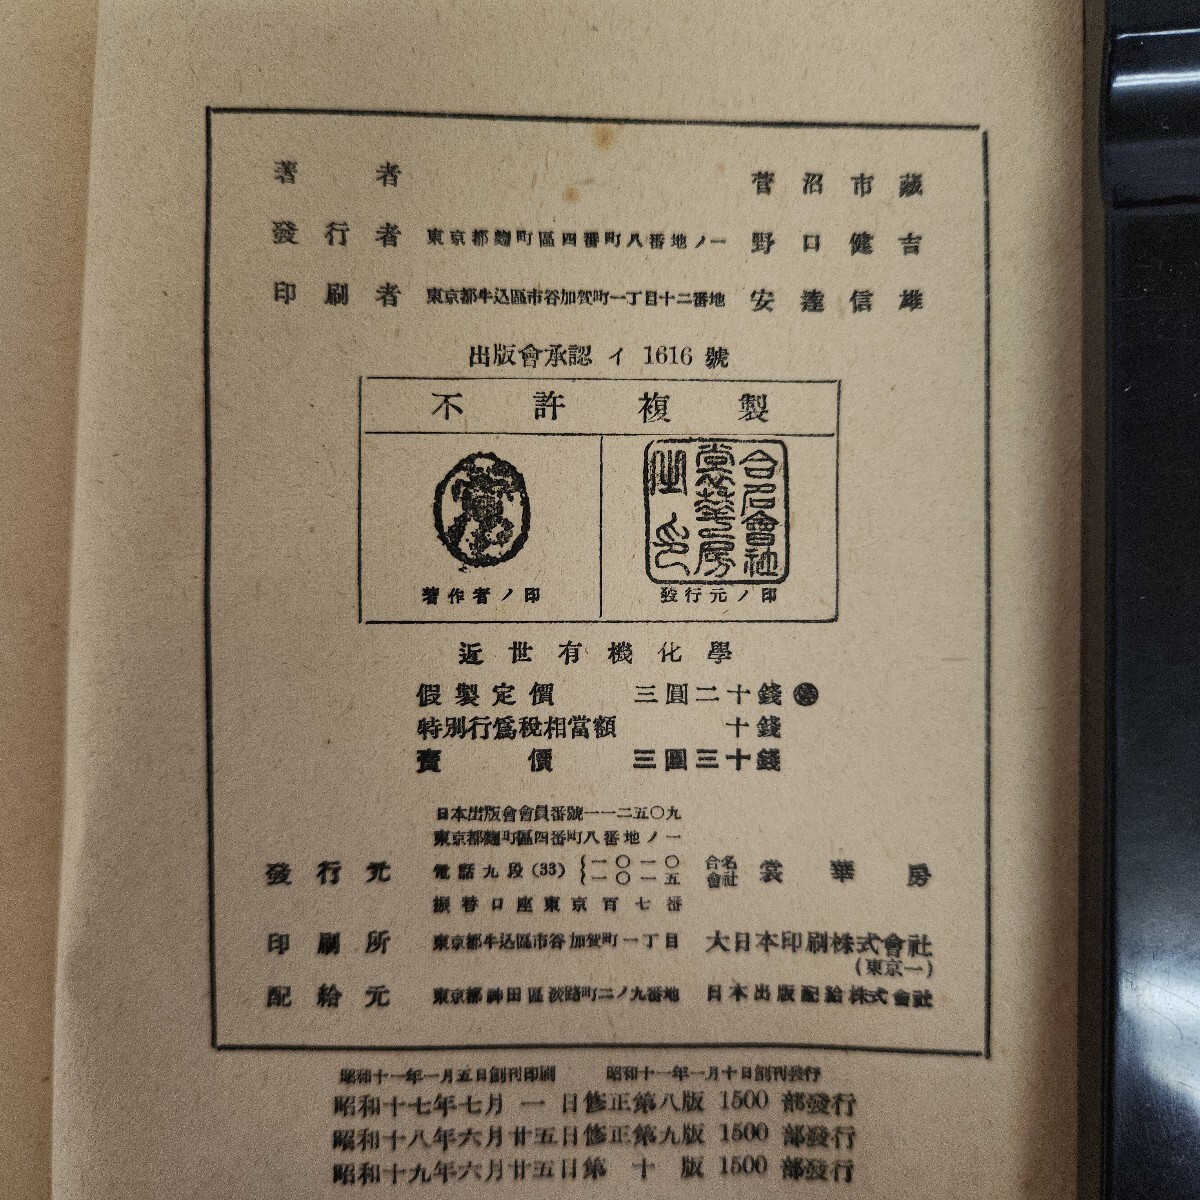 著者 菅沼市蔵
發行者 東京都麴町區四番町八番地ノ一 野口健吉
印刷者 東京都牛込區市谷加賀町一丁目十二番地 安達信雄
出版會承認 イ 1616 號
不許複製
合名會社裳華房之印
著作者ノ印 發行元ノ印
近世有機化學
假製定價 三圓二十錢 ㊞
特別行爲稅相當額 十錢
賣價 三圓三十錢
日本出版會會員番號一一二五〇九
東京都麴町區四番町八番地ノ一
發行元 電話九段(33){一〇一〇 一〇一五 合名會社 裳華房
振替口座東京百七番
印刷所 東京都牛込區市谷加賀町一丁目 大日本印刷株式會社
(東京一)
配給元 東京都神田區淡路町二ノ九番地 日本出版配給株式會社
昭和十一年一月五日創刊印刷 昭和十一年一月十日創刊發行
昭和十七年七月一日修正第八版 1500 部發行
昭和十八年六月廿五日修正第九版 1500 部發行
昭和十九年六月廿五日第十版 1500 部發行